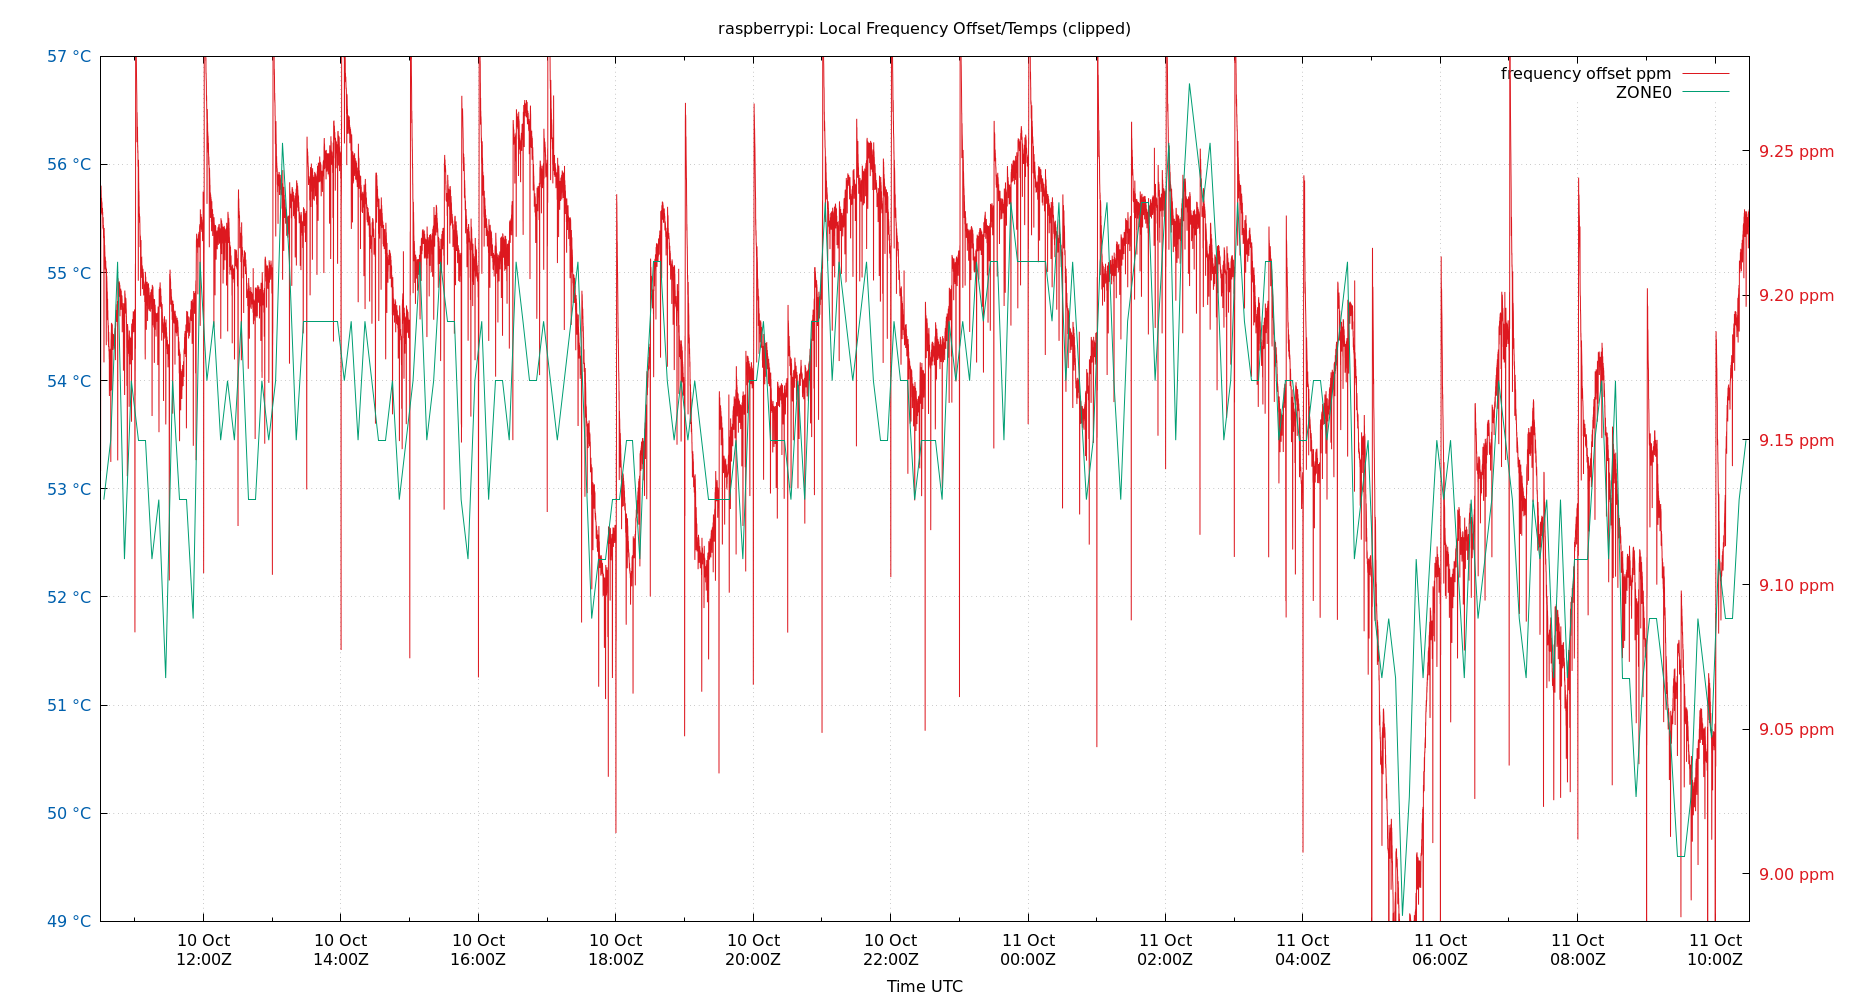 raspberrypi: Local Frequency Offset/Temps (clipped)
57 °C
56 °C
55 °C
54 °C
53 °C
52 °C
51 °C
50 °C
49 °C
frequency offset ppm
ZONE0
9.25 ppm
9.20 ppm
9.15 ppm
9.10 ppm
9.05 ppm
9.00 ppm
10 Oct 10 Oct 10 Oct 10 Oct 10 Oct 10 Oct 11 Oct 11 Oct 11 Oct 11 Oct 11 Oct 11 Oct
12:00Z 14:00Z 16:00Z 18:00Z 20:00Z 22:00Z 00:00Z 02:00Z 04:00Z 06:00Z 08:00Z 10:00Z
Time UTC